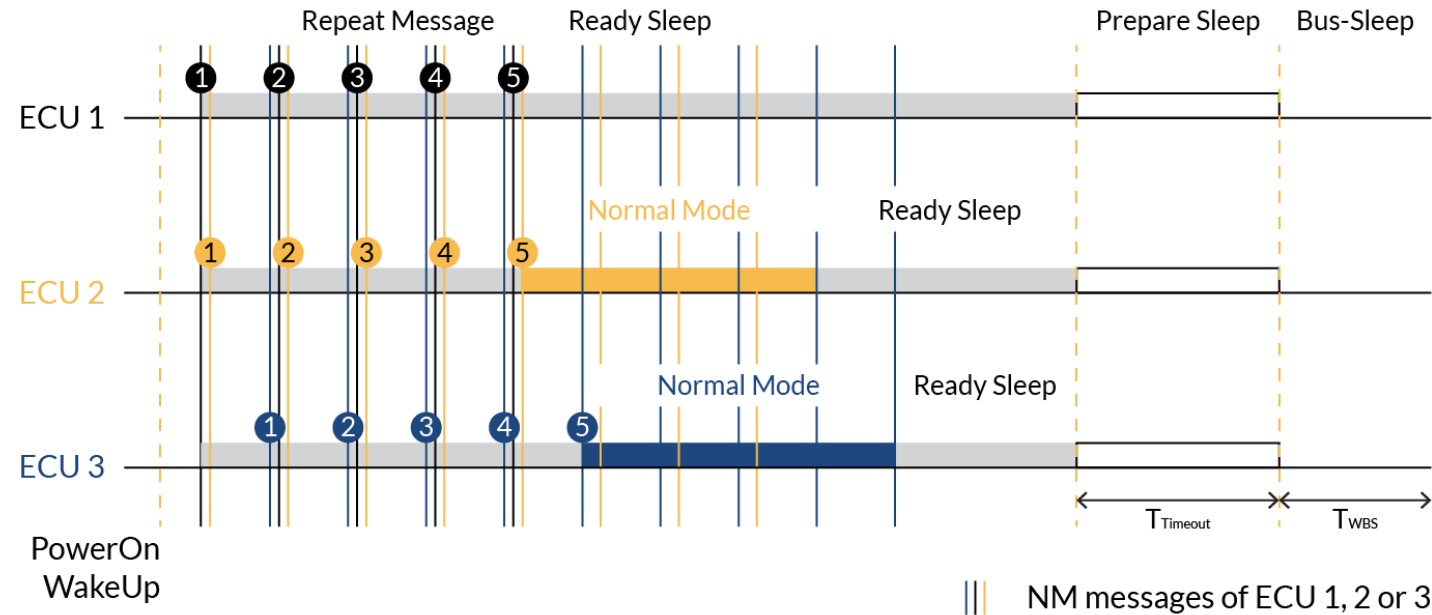 Repeat Message
Ready Sleep
Prepare Sleep
Bus-Sleep
1 2 3 4 5
ECU 1
Normal Mode
Ready Sleep
1 2 3 4 5
ECU 2
Normal Mode
Ready Sleep
1 2 3 4 5
ECU 3
TTimeout
TWBS
PowerOn
WakeUp
NM messages of ECU 1, 2 or 3